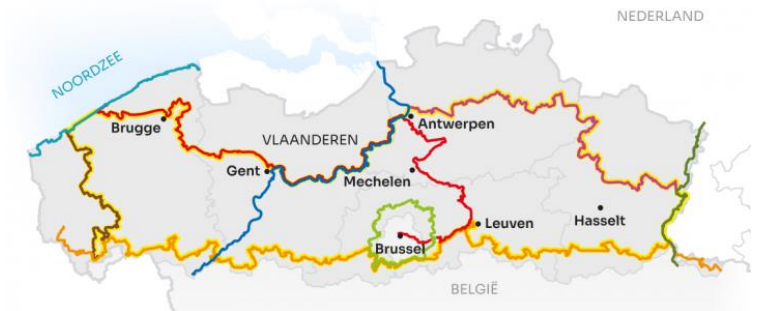 NEDERLAND
NOORDZEE
Brugge
VLAANDEREN
Antwerpen
Gent
Mechelen
Leuven
Hasselt
Brussel
BELGIË